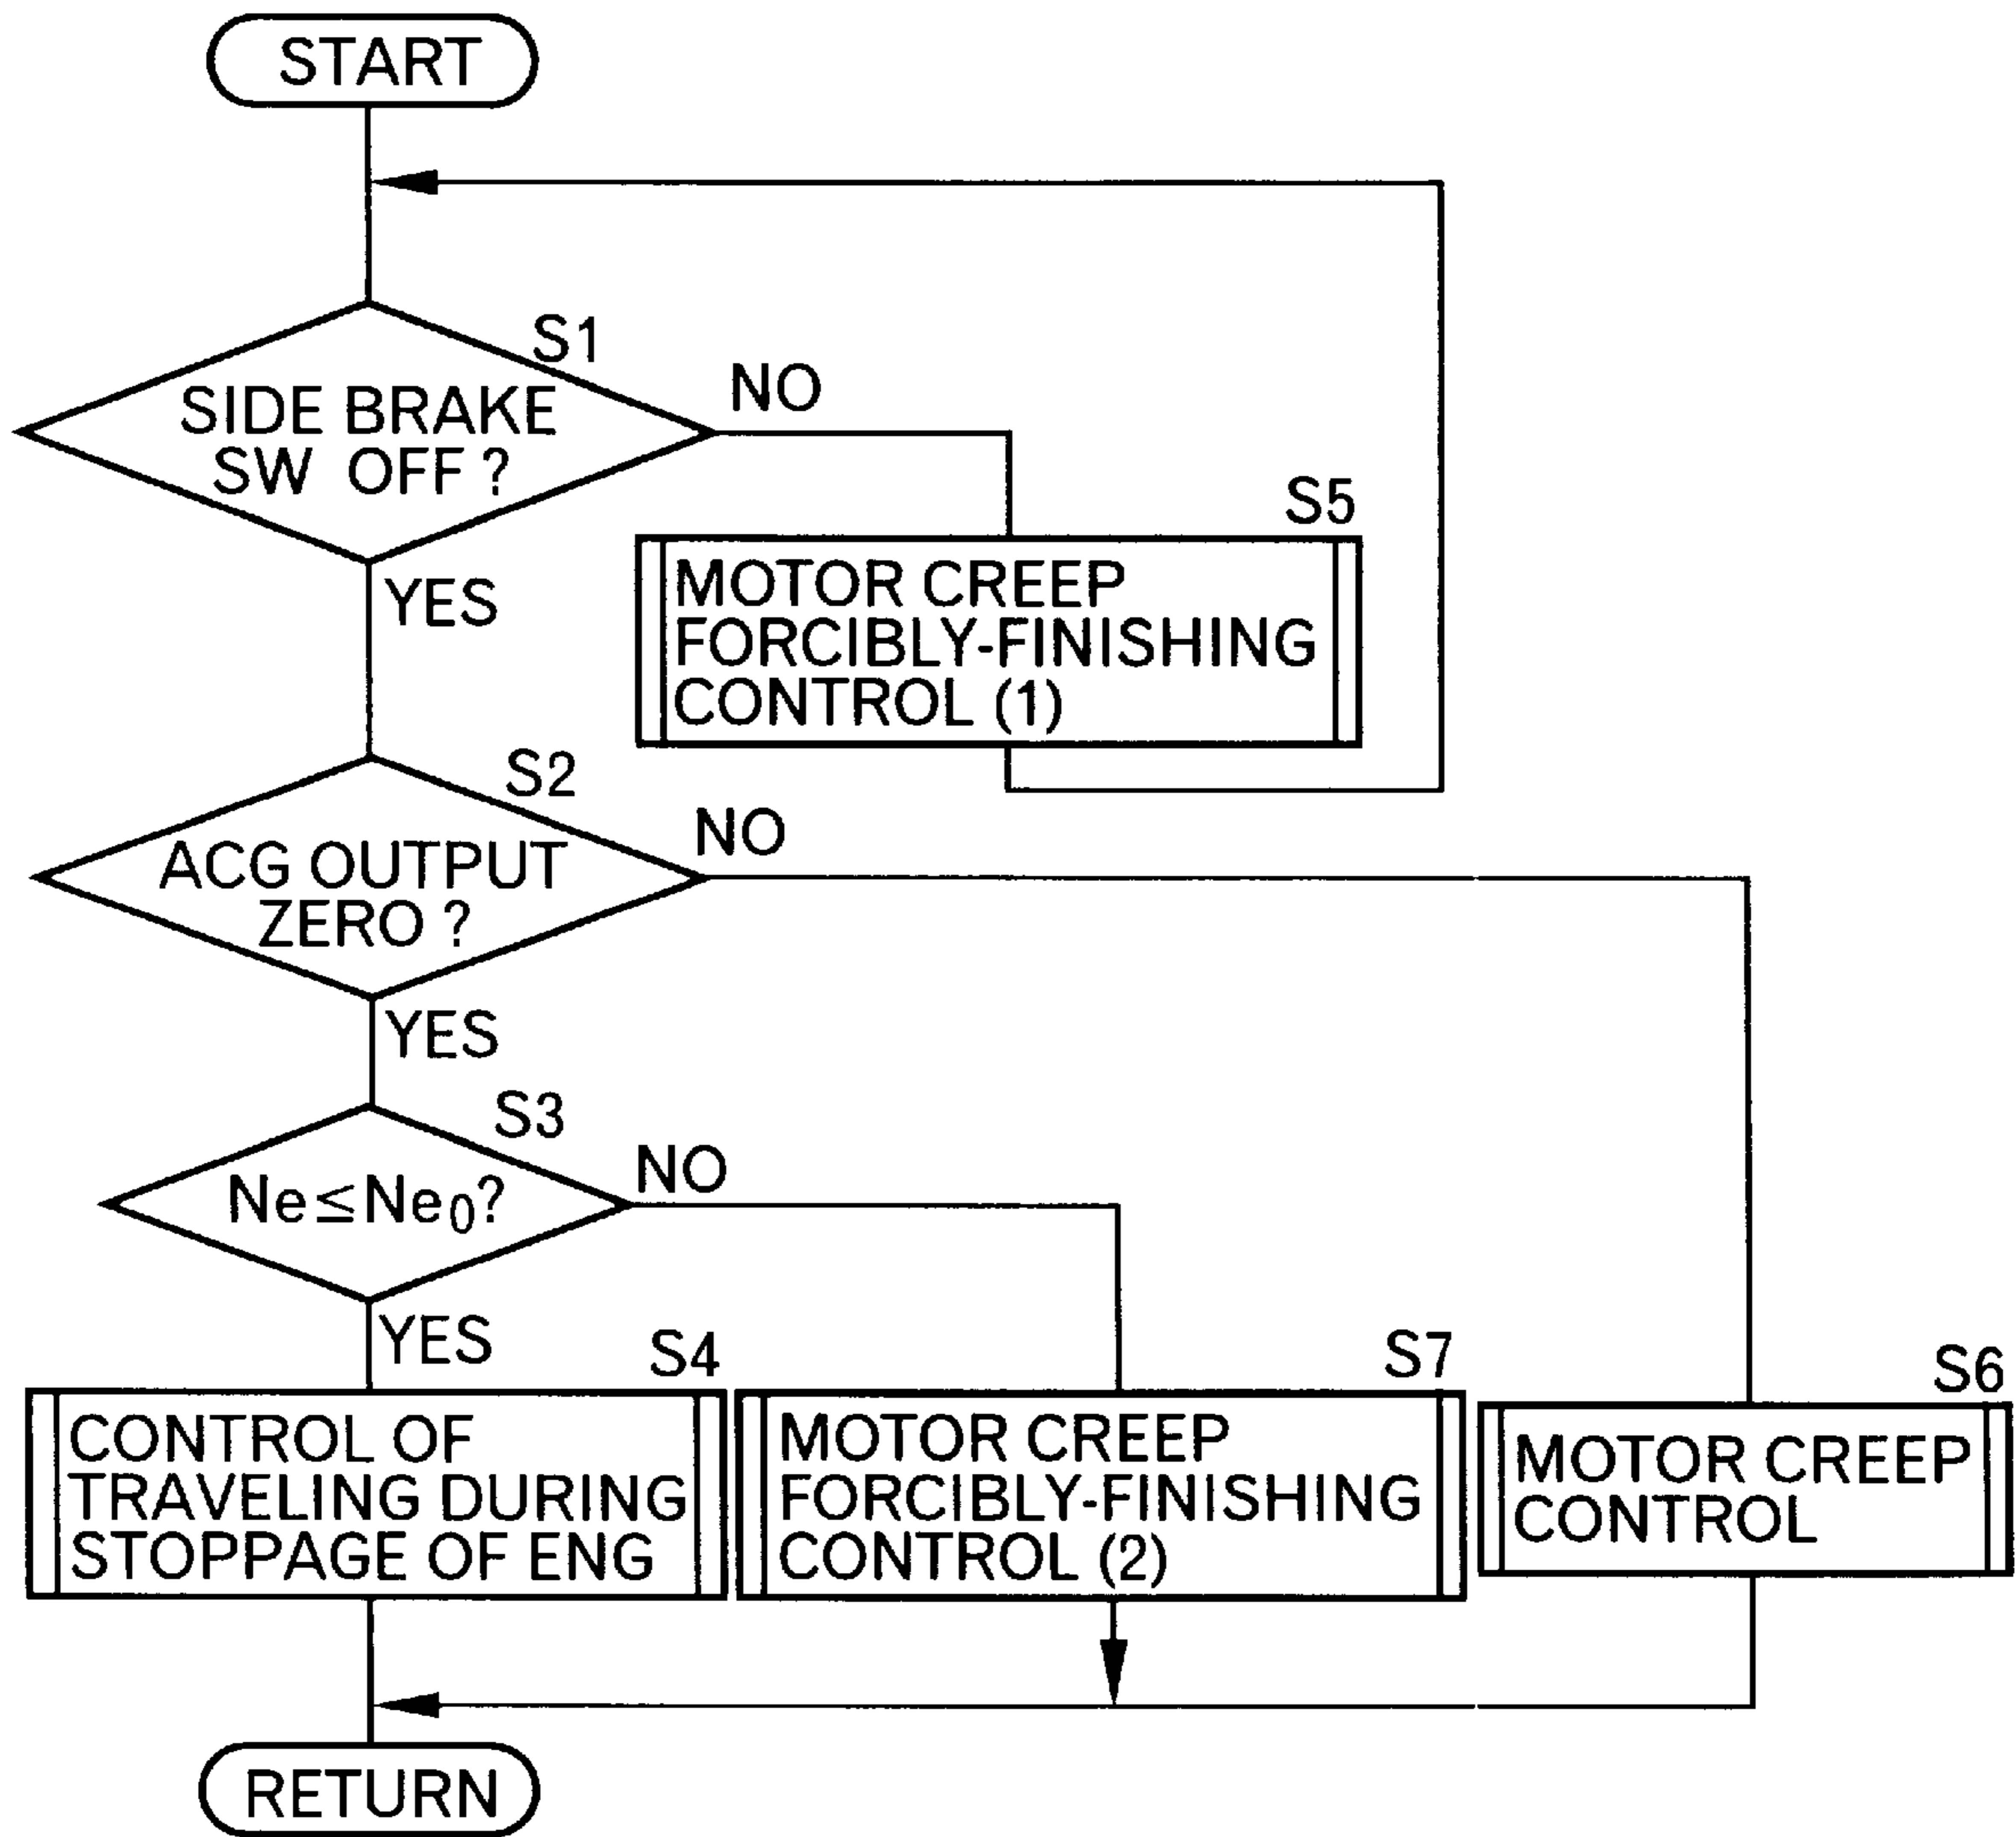 START
S1
SIDE BRAKE
SW OFF ?
NO
YES
S5
MOTOR CREEP
FORCIBLY-FINISHING
CONTROL (1)
S2
ACG OUTPUT
ZERO ?
NO
YES
S3
Ne≤Ne0?
NO
YES
S4
CONTROL OF
TRAVELING DURING
STOPPAGE OF ENG
S7
MOTOR CREEP
FORCIBLY-FINISHING
CONTROL (2)
S6
MOTOR CREEP
CONTROL
RETURN